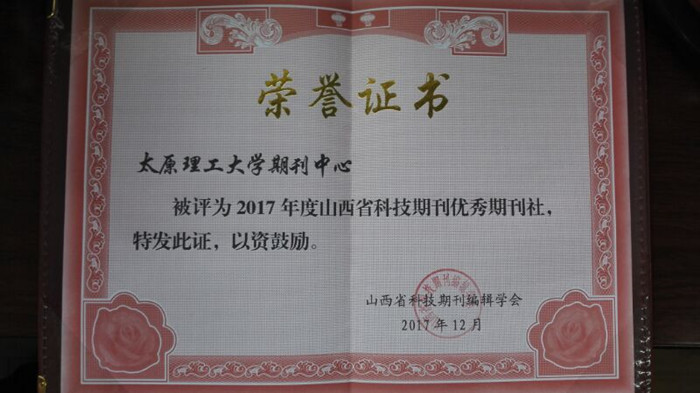 荣誉证书
太原理工大学期刊中心
被评为2017年度山西省科技期刊优秀期刊社，
特发此证，以资鼓励。
山西省科技期刊编辑学会
2017年12月